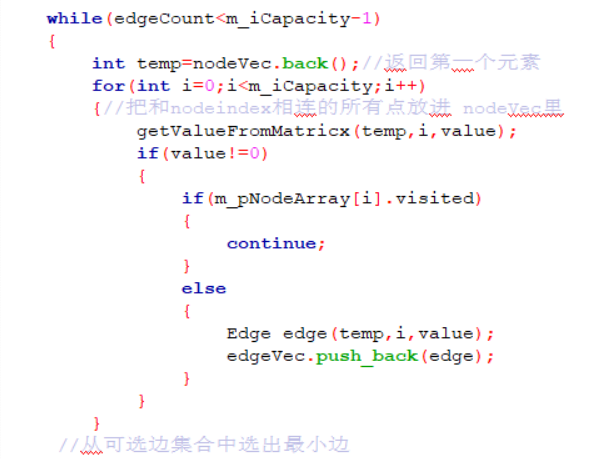 while(edgeCount<m_iCapacity-1)
{
int temp=nodeVec.back();//返回第一个元素
for(int i=0;i<m_iCapacity;i++)
{//把和nodeindex相连的所有点放进 nodeVec里
getValueFromMatricx(temp,i,value);
if(value!=0)
{
if(m_pNodeArray[i].visited)
{
continue;
}
else
{
Edge edge(temp,i,value);
edgeVec.push_back(edge);
}
}
}
//从可选边集合中选出最小边